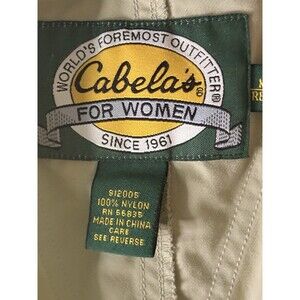 WORLD'S FOREMOST OUTFITTER®
Cabela's®
FOR WOMEN
SINCE 1961
912005
100% NYLON
RN 56835
MADE IN CHINA
CARE
SEE REVERSE